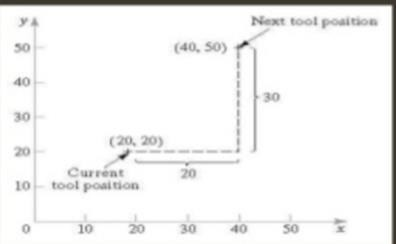 y
Next tool position
50
(40, 50)
40
30
30
(20, 20)
20
Current
tool position
20
10
0 10 20 30 40 50 x